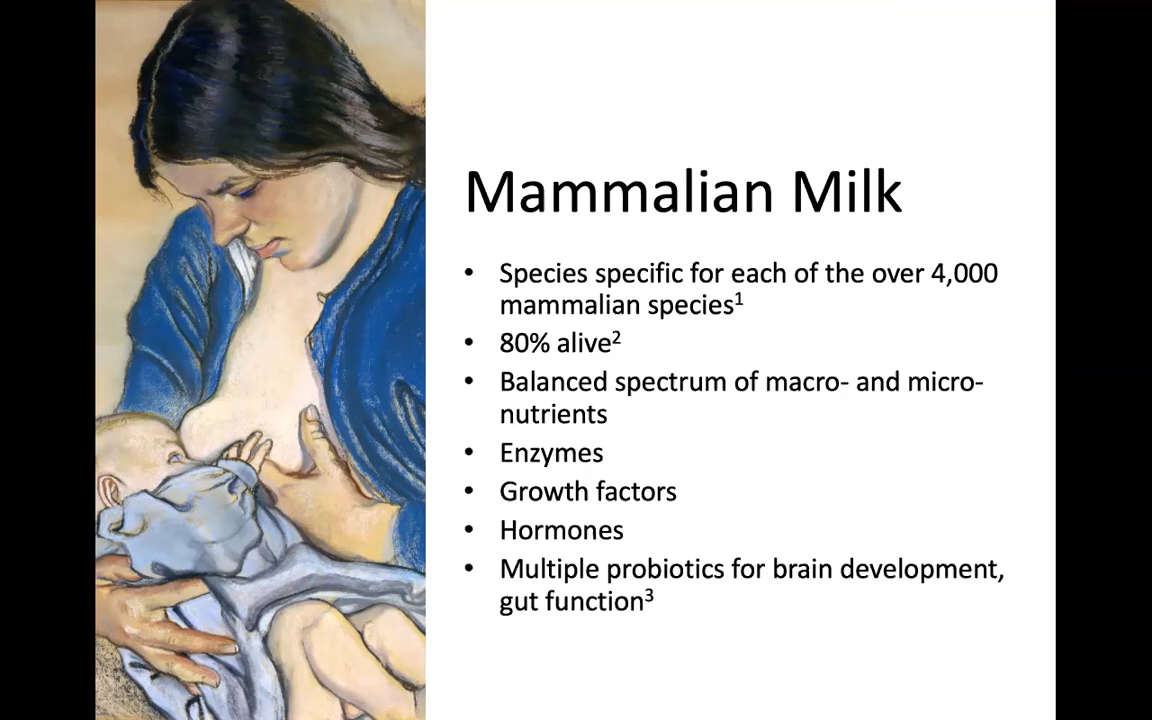 Mammalian Milk
• Species specific for each of the over 4,000
mammalian species¹
• 80% alive²
• Balanced spectrum of macro- and micro-
nutrients
• Enzymes
• Growth factors
• Hormones
• Multiple probiotics for brain development,
gut function³